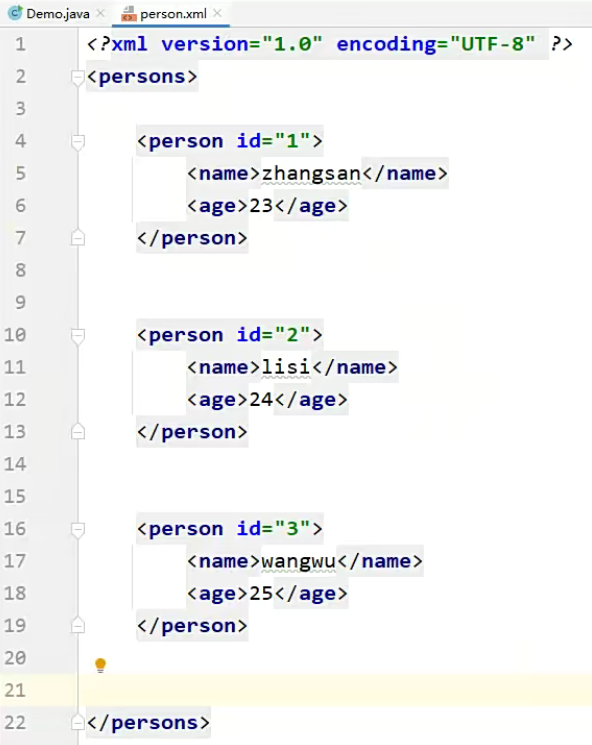 Demo.java person.xml
1 <?xml version="1.0" encoding="UTF-8" ?>
2 <persons>
3
4 <person id="1">
5 <name>zhangsan</name>
6 <age>23</age>
7 </person>
8
9
10 <person id="2">
11 <name>lisi</name>
12 <age>24</age>
13 </person>
14
15
16 <person id="3">
17 <name>wangwu</name>
18 <age>25</age>
19 </person>
20
21
22 </persons>